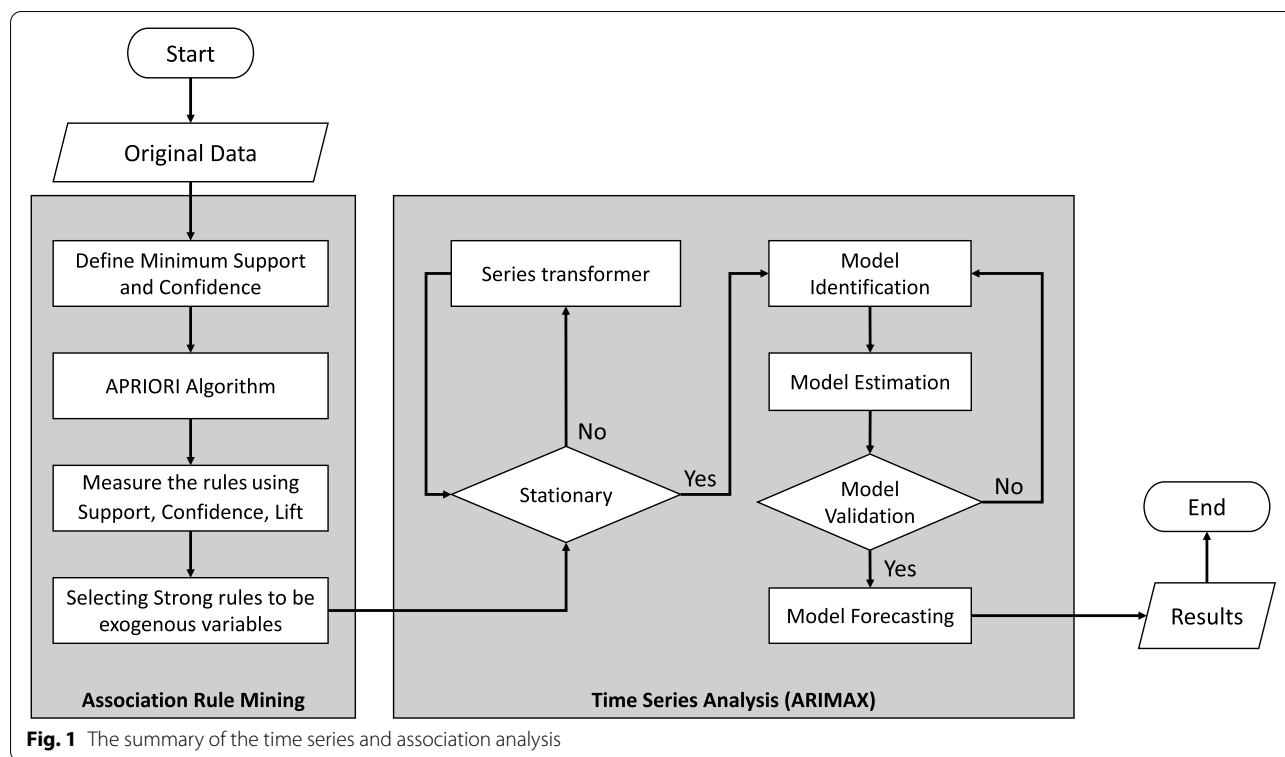 Start
Original Data
Define Minimum Support
and Confidence
APRIORI Algorithm
Measure the rules using
Support, Confidence, Lift
Selecting Strong rules to be
exogenous variables
Association Rule Mining
Series transformer
No
Stationary
Yes
Model
Identification
Model Estimation
Model
Validation
No
Yes
Model Forecasting
Time Series Analysis (ARIMAX)
Results
End
Fig. 1 The summary of the time series and association analysis